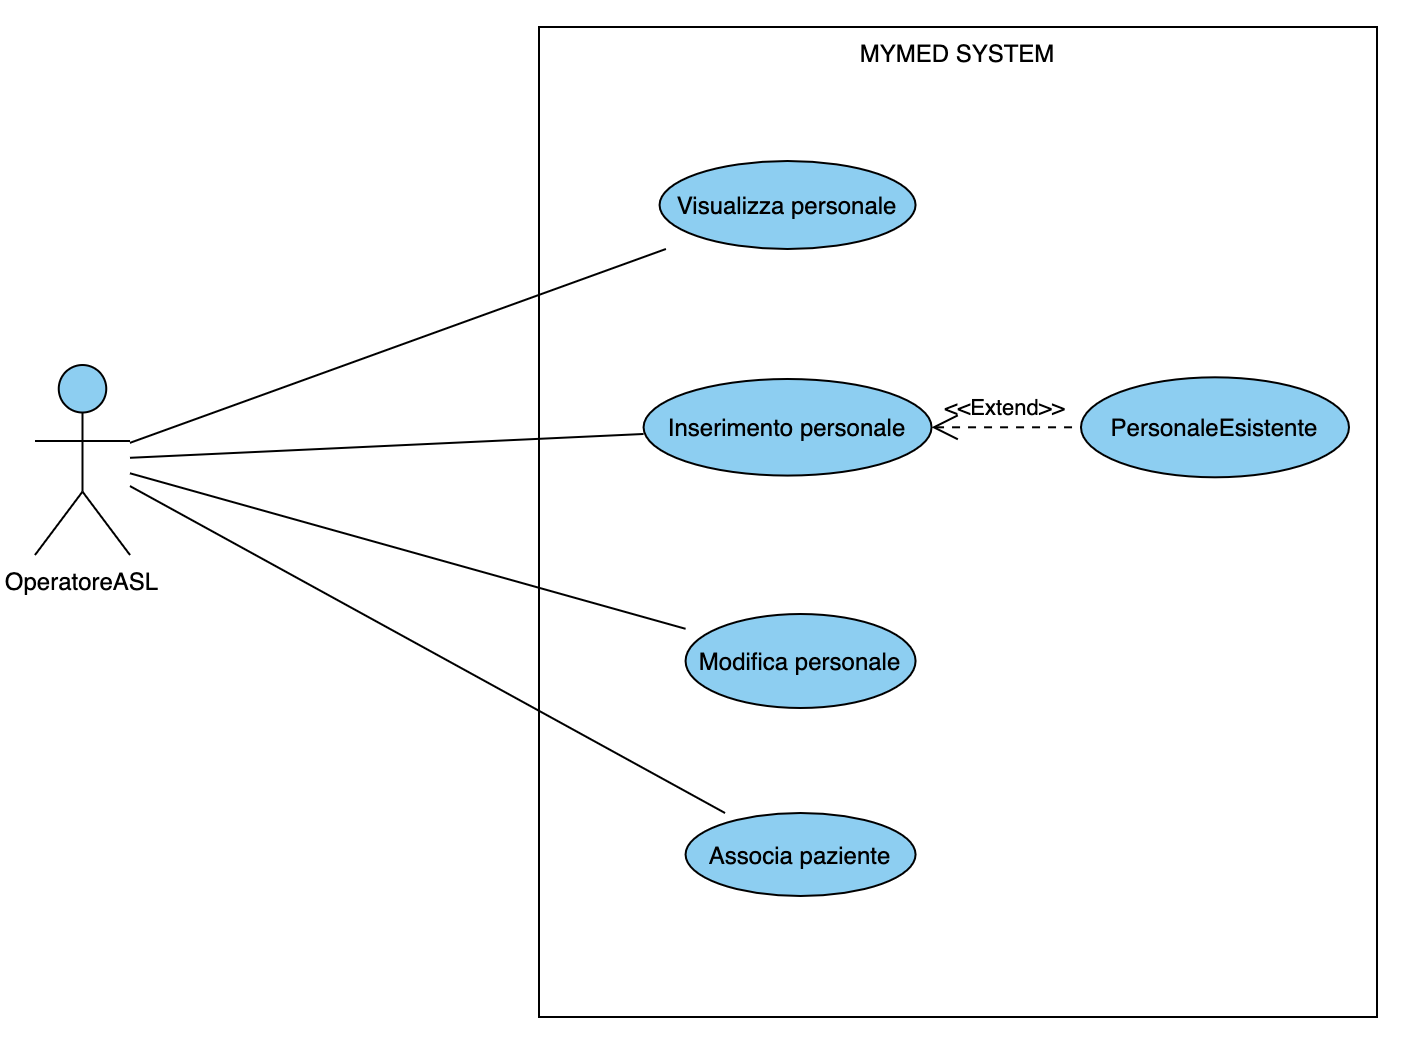 MYMED SYSTEM
Visualizza personale
Inserimento personale
<<Extend>>
PersonaleEsistente
OperatoreASL
Modifica personale
Associa paziente